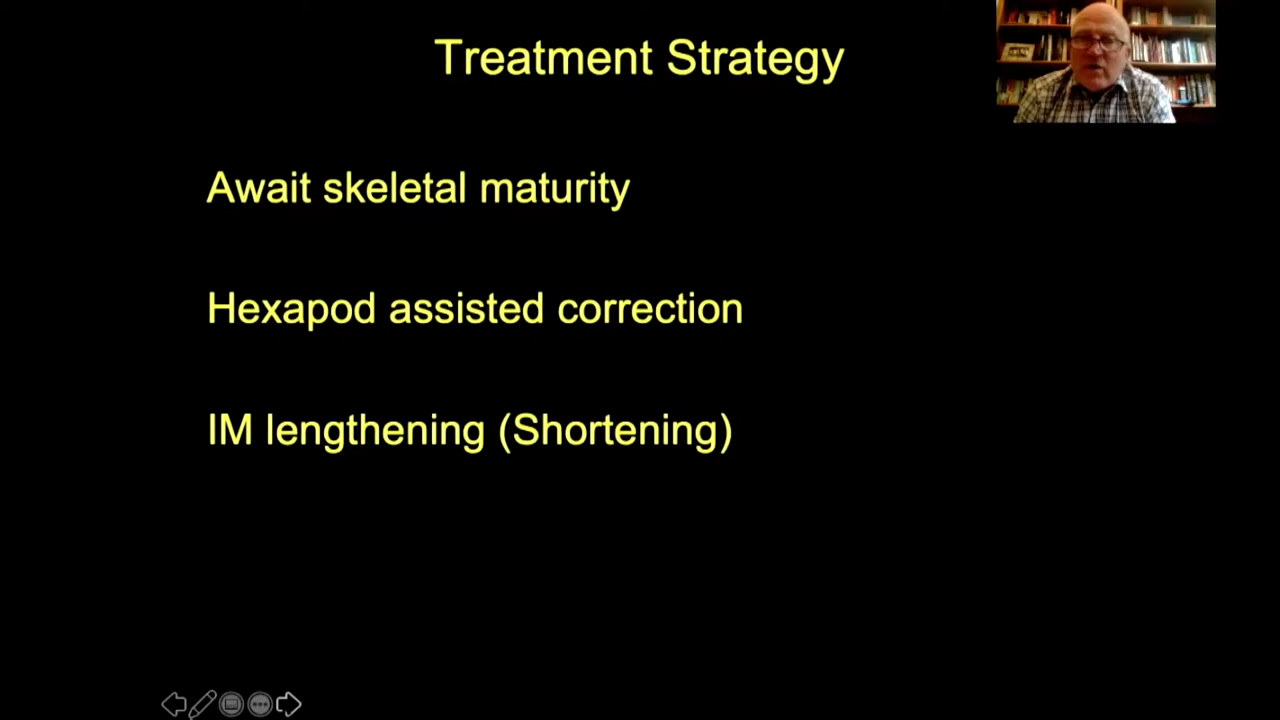 Treatment Strategy
Await skeletal maturity
Hexapod assisted correction
IM lengthening (Shortening)